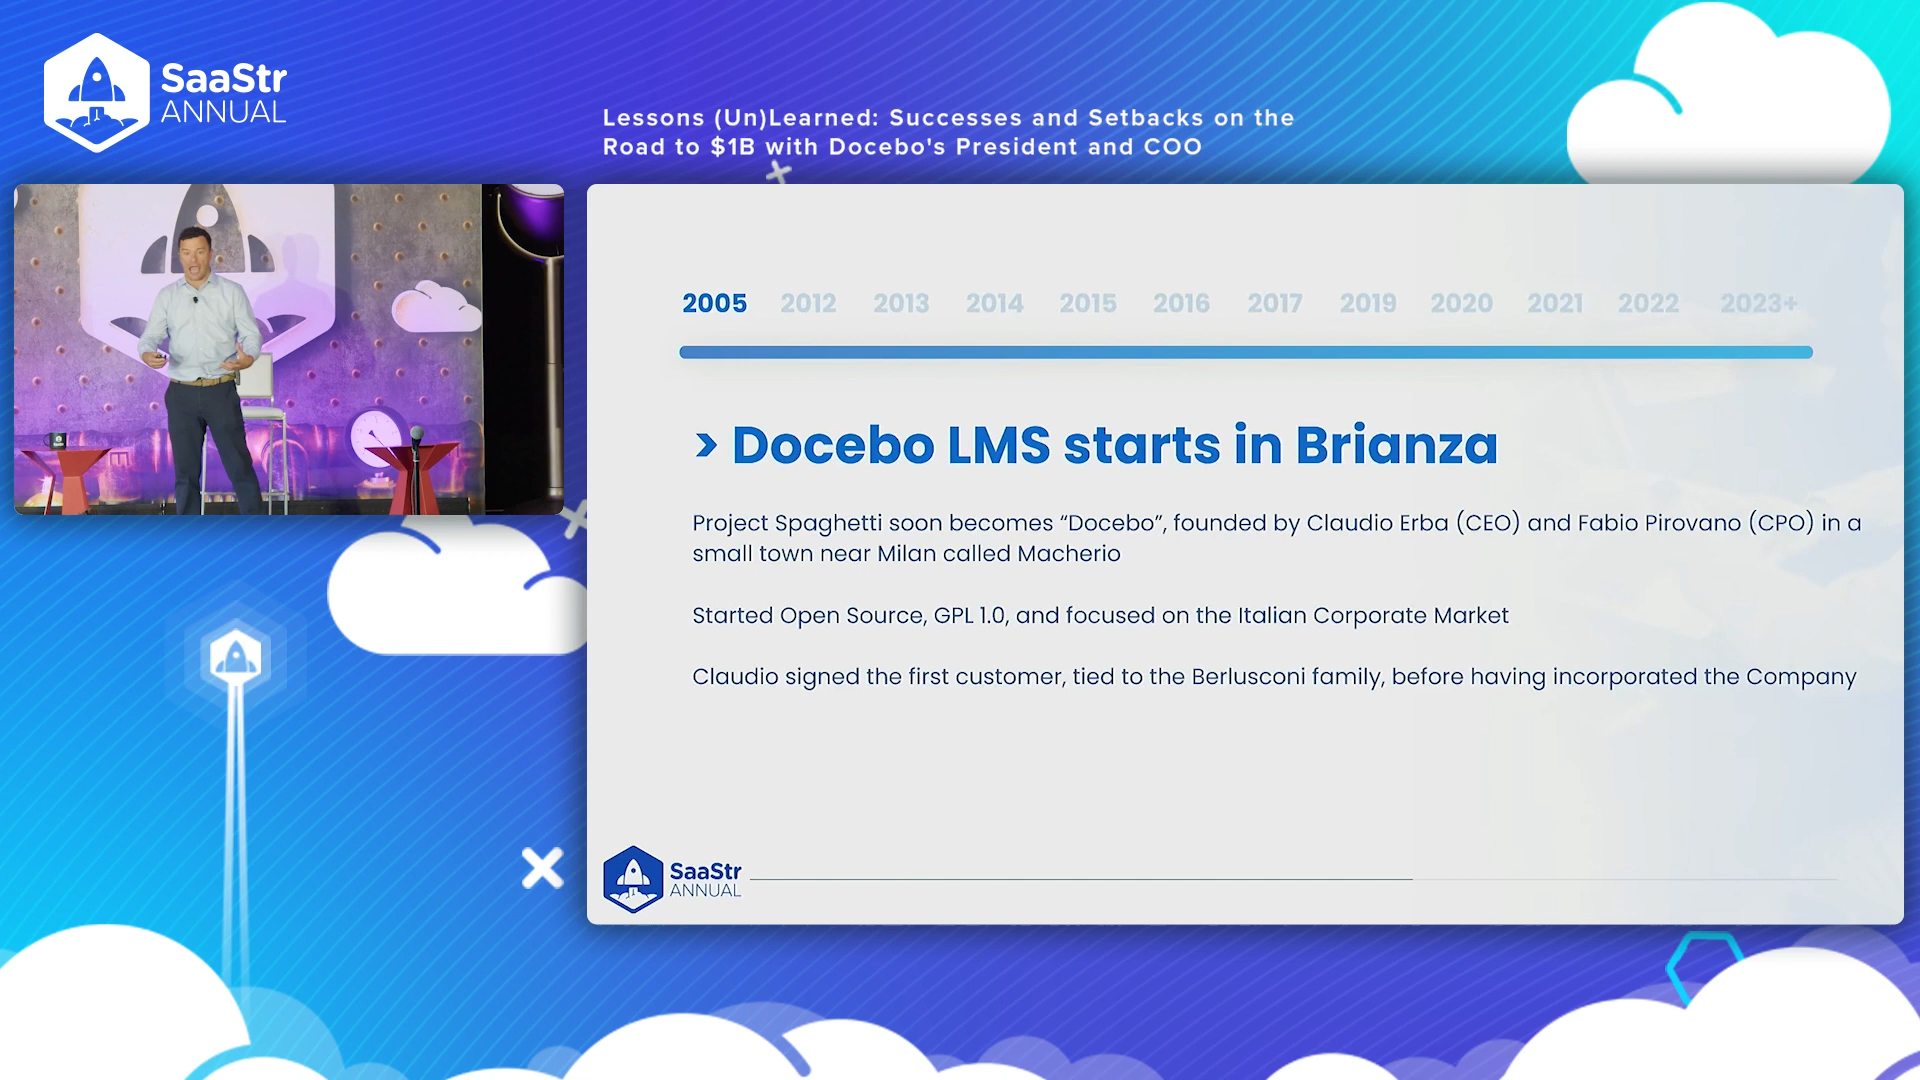 SaaStr
ANNUAL
Lessons (Un)Learned: Successes and Setbacks on the
Road to $1B with Docebo's President and COO
2005 2012 2013 2014 2015 2016 2017 2019 2020 2021 2022 2023+
> Docebo LMS starts in Brianza
Project Spaghetti soon becomes “Docebo”, founded by Claudio Erba (CEO) and Fabio Pirovano (CPO) in a
small town near Milan called Macherio
Started Open Source, GPL 1.0, and focused on the Italian Corporate Market
Claudio signed the first customer, tied to the Berlusconi family, before having incorporated the Company
SaaStr
ANNUAL